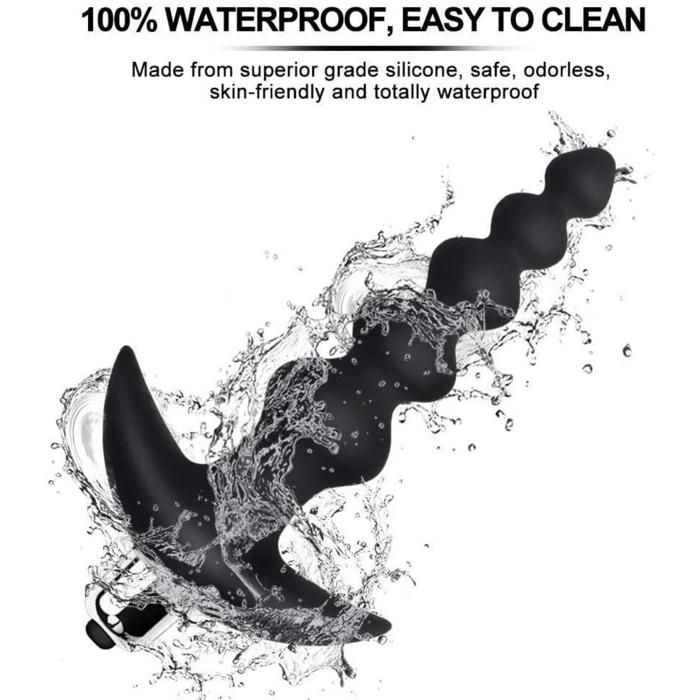 100% WATERPROOF, EASY TO CLEAN
Made from superior grade silicone, safe, odorless,
skin-friendly and totally waterproof